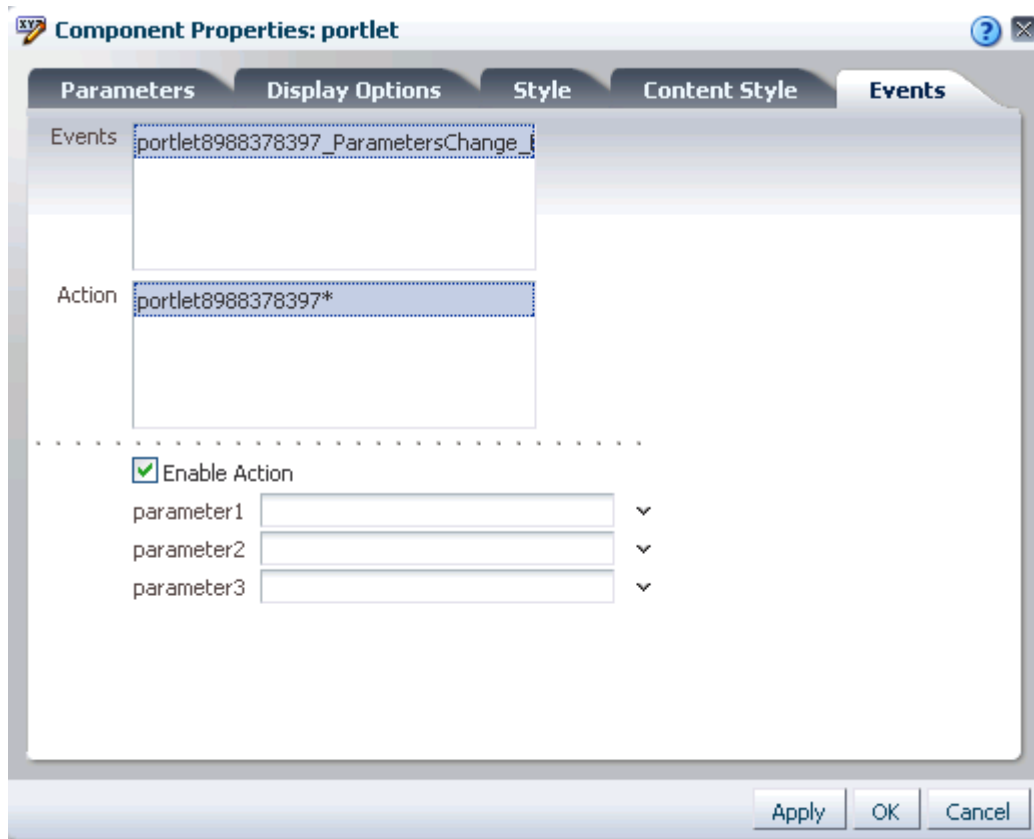 Component Properties: portlet
Parameters Display Options Style Content Style Events
Events portlet8988378397_ParametersChange_
Action portlet8988378397*
Enable Action
parameter1
parameter2
parameter3
Apply OK Cancel